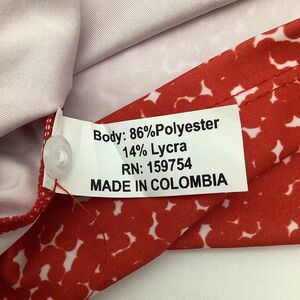 Body: 86%Polyester
14% Lycra
RN: 159754
MADE IN COLOMBIA